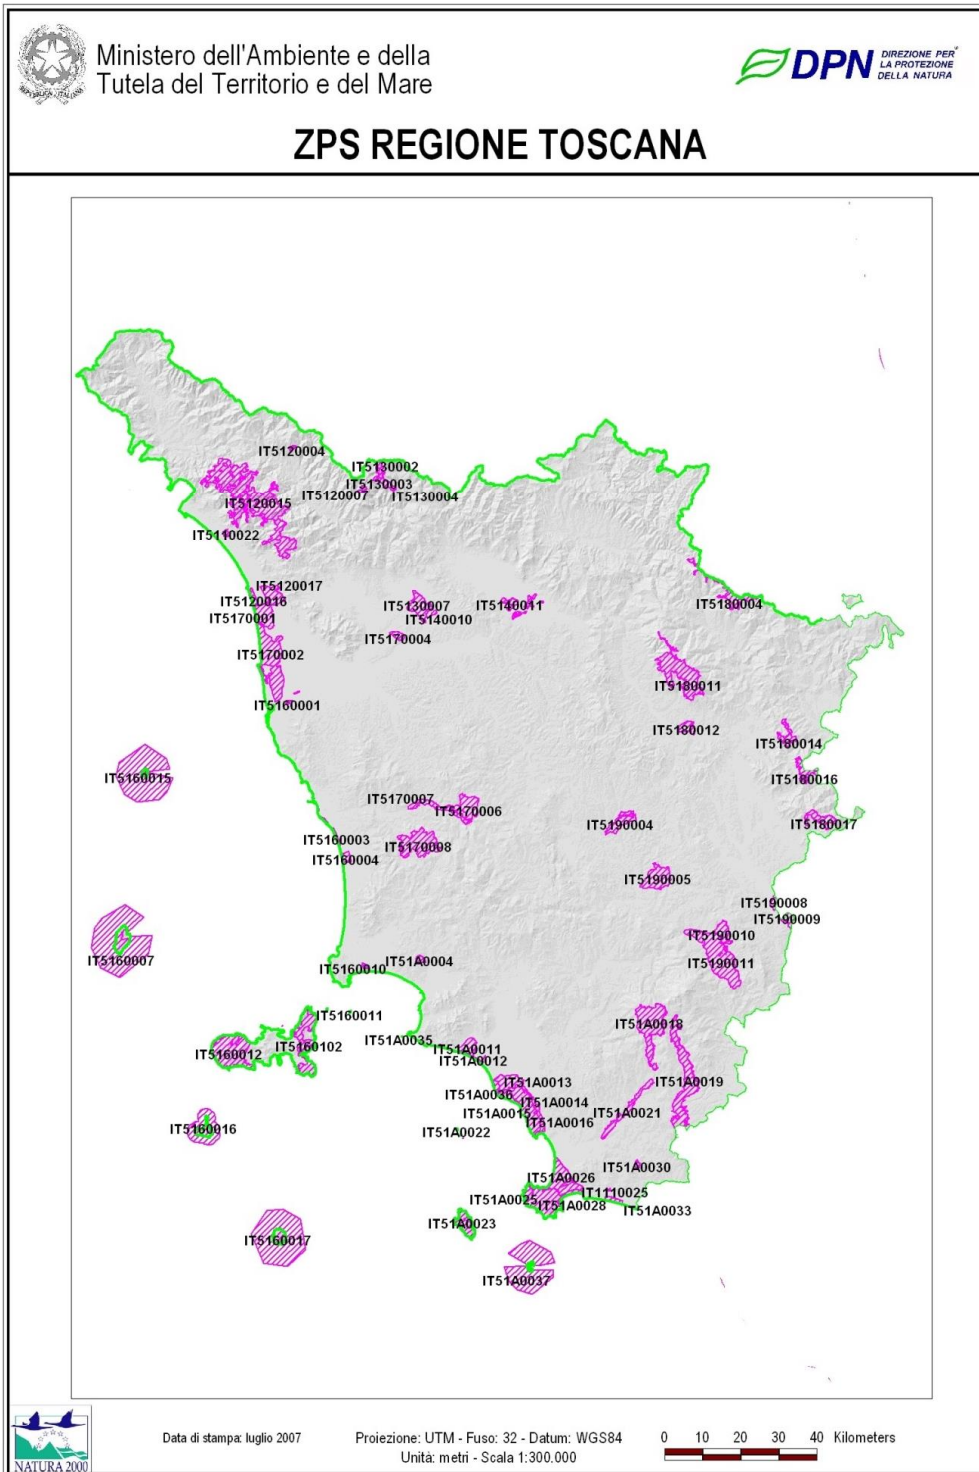 Ministero dell'Ambiente e della
Tutela del Territorio e del Mare
DPN
DIREZIONE PER
LA PROTEZIONE
DELLA NATURA
ZPS REGIONE TOSCANA
IT5120004
IT5130002
IT5130003
IT5120007
IT5130004
IT5120015
IT5110022
IT5120017
IT5120016
IT5130007
IT5140011
IT5180004
IT5170001
IT5140010
IT5170004
IT5170002
IT5180011
IT5160001
IT5180012
IT5180014
IT5160015
IT5180016
IT5170007
IT5170006
IT5190004
IT5180017
IT5160003
IT5170008
IT5160004
IT5190005
IT5190008
IT5190009
IT5190010
IT5160007
IT51A0004
IT5190011
IT5160010
IT5160011
IT51A0018
IT51A0035
IT5160102
IT51A0011
IT5160012
IT51A0012
IT51A0013
IT51A0019
IT51A0036
IT51A0014
IT51A0015
IT51A0021
IT51A0016
IT5160016
IT51A0022
IT51A0030
IT51A0026
IT1110025
IT51A0025
IT51A0028
IT51A0033
IT51A0023
IT5160017
IT51A0037
NATURA 2000
Data di stampa: luglio 2007
Proiezione: UTM - Fuso: 32 - Datum: WGS84
Unità: metri - Scala 1:300.000
0 10 20 30 40 Kilometers